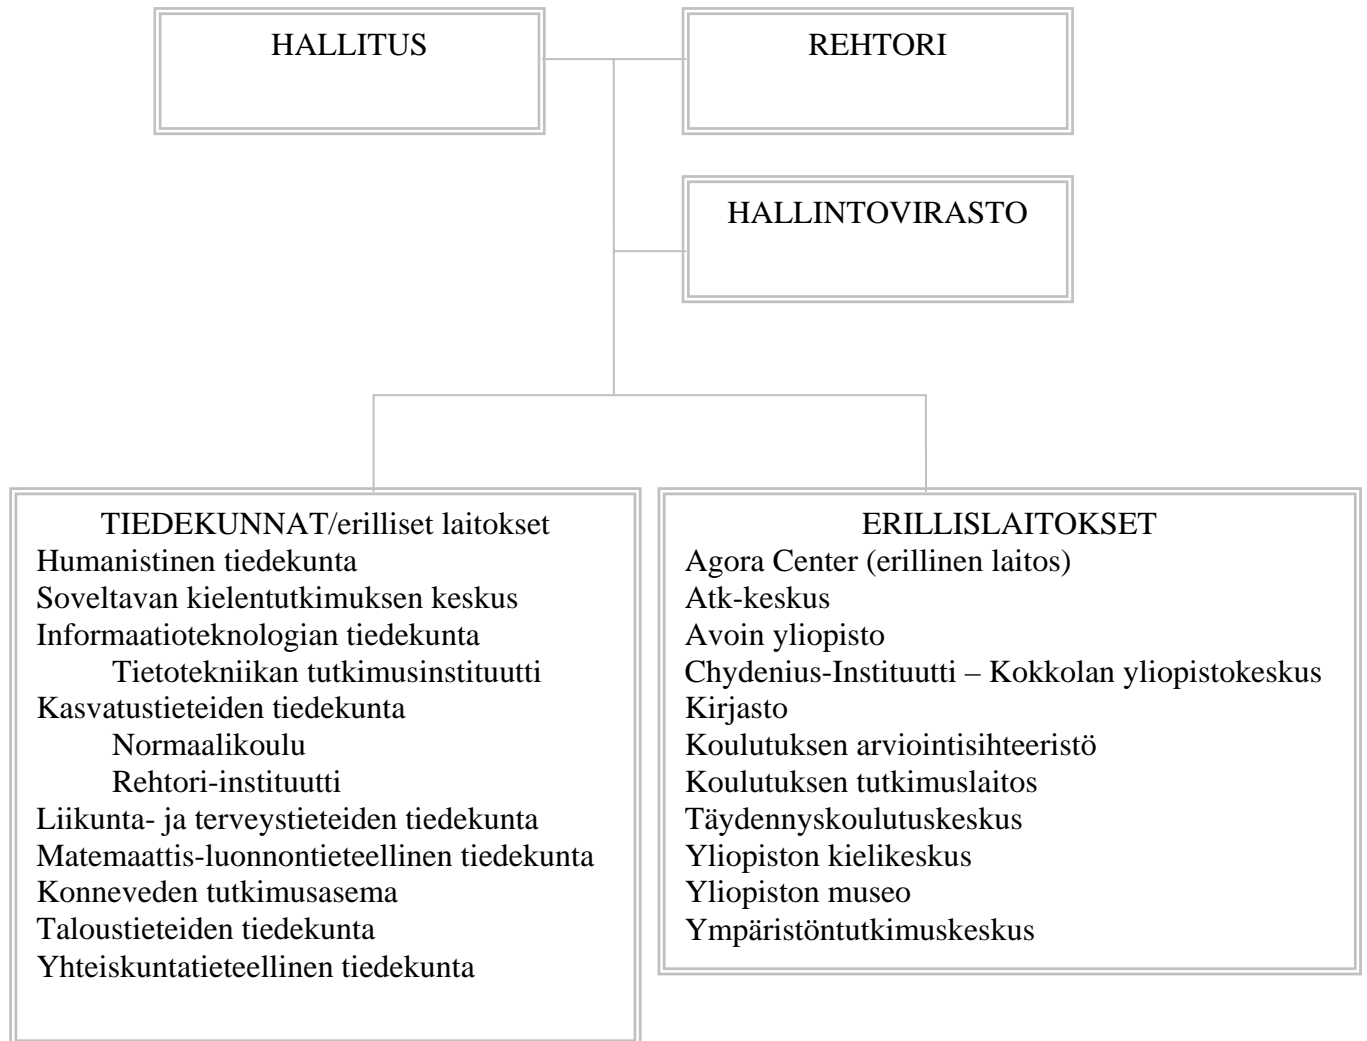 HALLITUS
REHTORI
HALLINTOVIRASTO
TIEDEKUNNAT/erilliset laitokset
Humanistinen tiedekunta
Soveltavan kielentutkimuksen keskus
Informaatioteknologian tiedekunta
Tietotekniikan tutkimusinstituutti
Kasvatustieteiden tiedekunta
Normaalikoulu
Rehtori-instituutti
Liikunta- ja terveystieteiden tiedekunta
Matemaattis-luonnontieteellinen tiedekunta
Konneveden tutkimusasema
Taloustieteiden tiedekunta
Yhteiskuntatieteellinen tiedekunta
ERILLISLAITOKSET
Agora Center (erillinen laitos)
Atk-keskus
Avoin yliopisto
Chydenius-Instituutti – Kokkolan yliopistokeskus
Kirjasto
Koulutuksen arviointisihteeristö
Koulutuksen tutkimuslaitos
Täydennyskoulutuskeskus
Yliopiston kielikeskus
Yliopiston museo
Ympäristöntutkimuskeskus